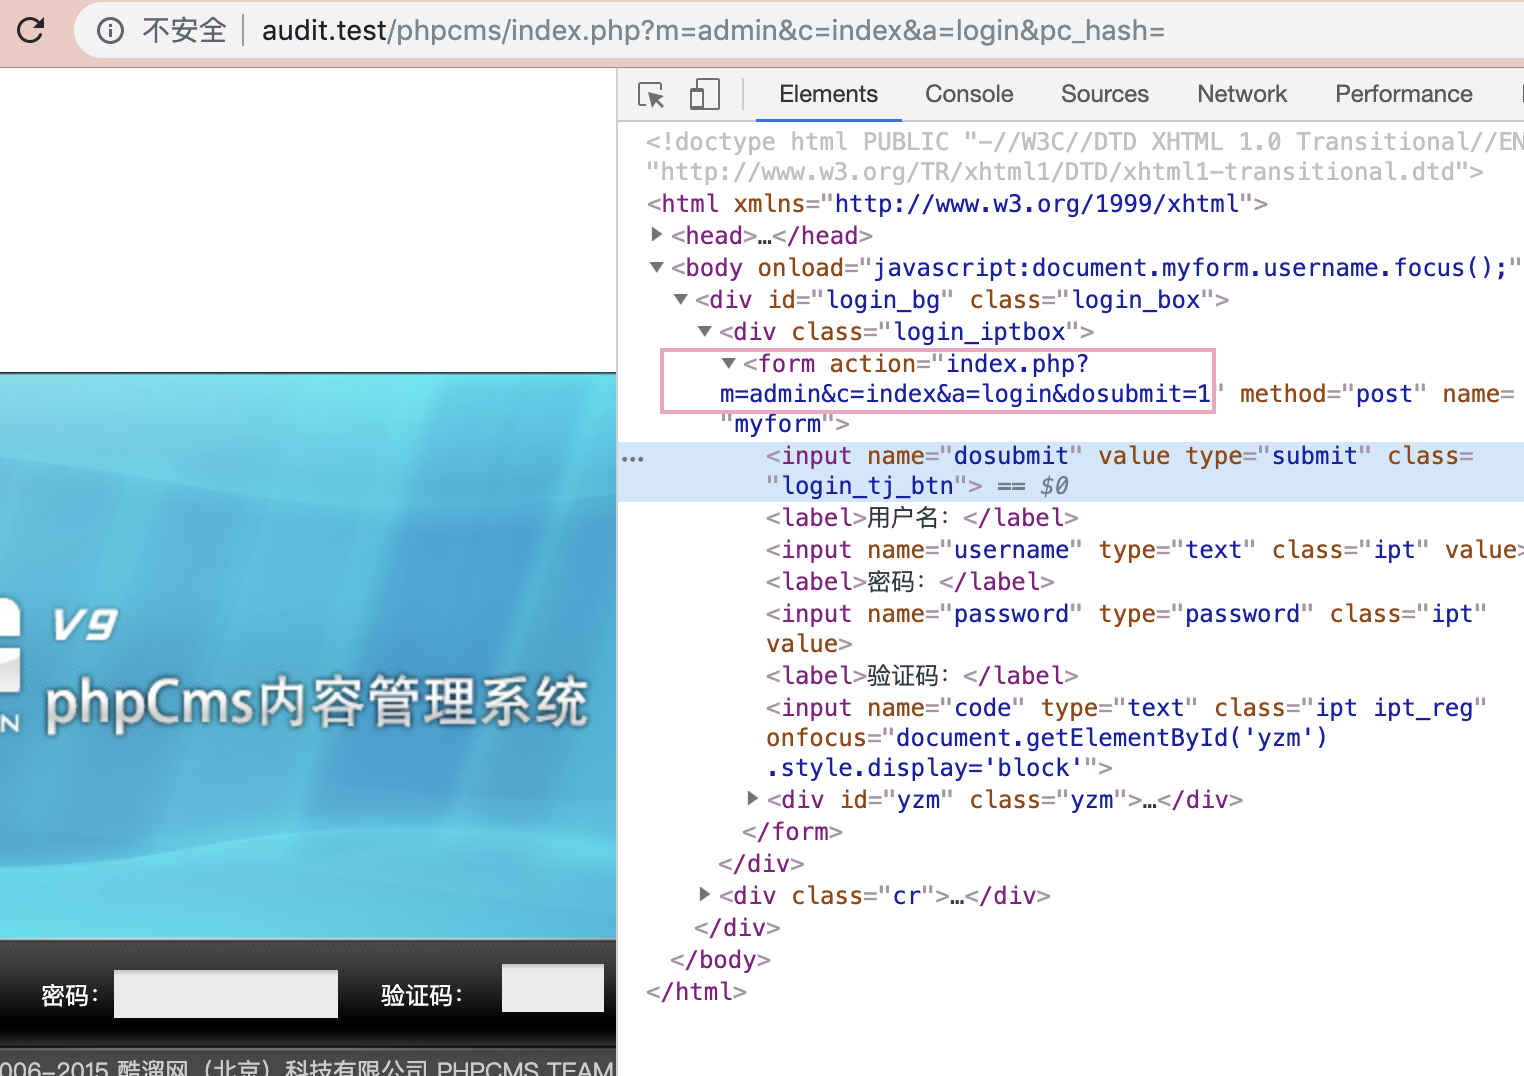 不安全 audit.test/phpcms/index.php?m=admin&c=index&a=login&pc_hash=
Elements Console Sources Network Performance
<!doctype html PUBLIC "-//W3C//DTD XHTML 1.0 Transitional//EN
"http://www.w3.org/TR/xhtml1/DTD/xhtml1-transitional.dtd">
<html xmlns="http://www.w3.org/1999/xhtml">
<head>…</head>
<body onload="javascript:document.myform.username.focus();"
<div id="login_bg" class="login_box">
<div class="login_iptbox">
<form action="index.php?
m=admin&c=index&a=login&dosubmit=1" method="post" name=
"myform">
… <input name="dosubmit" value type="submit" class=
"login_tj_btn"> == $0
<label>用户名：</label>
<input name="username" type="text" class="ipt" value>
<label>密码：</label>
<input name="password" type="password" class="ipt"
value>
<label>验证码：</label>
<input name="code" type="text" class="ipt ipt_reg"
onfocus="document.getElementById('yzm')
.style.display='block'">
<div id="yzm" class="yzm">…</div>
</form>
</div>
<div class="cr">…</div>
</div>
</body>
</html>
V9
phpCms内容管理系统
N
密码： 验证码：
006-2015 酷溜网（北京）科技有限公司 PHPCMS TEAM